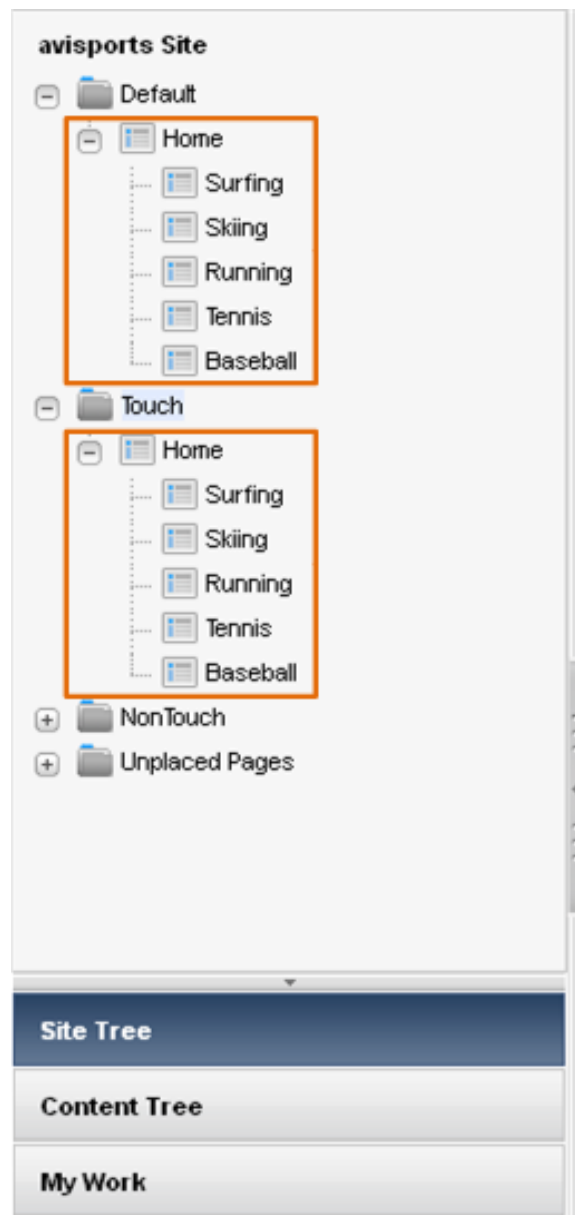 avisports Site
Default
Home
Surfing
Skiing
Running
Tennis
Baseball
Touch
Home
Surfing
Skiing
Running
Tennis
Baseball
NonTouch
Unplaced Pages
Site Tree
Content Tree
My Work